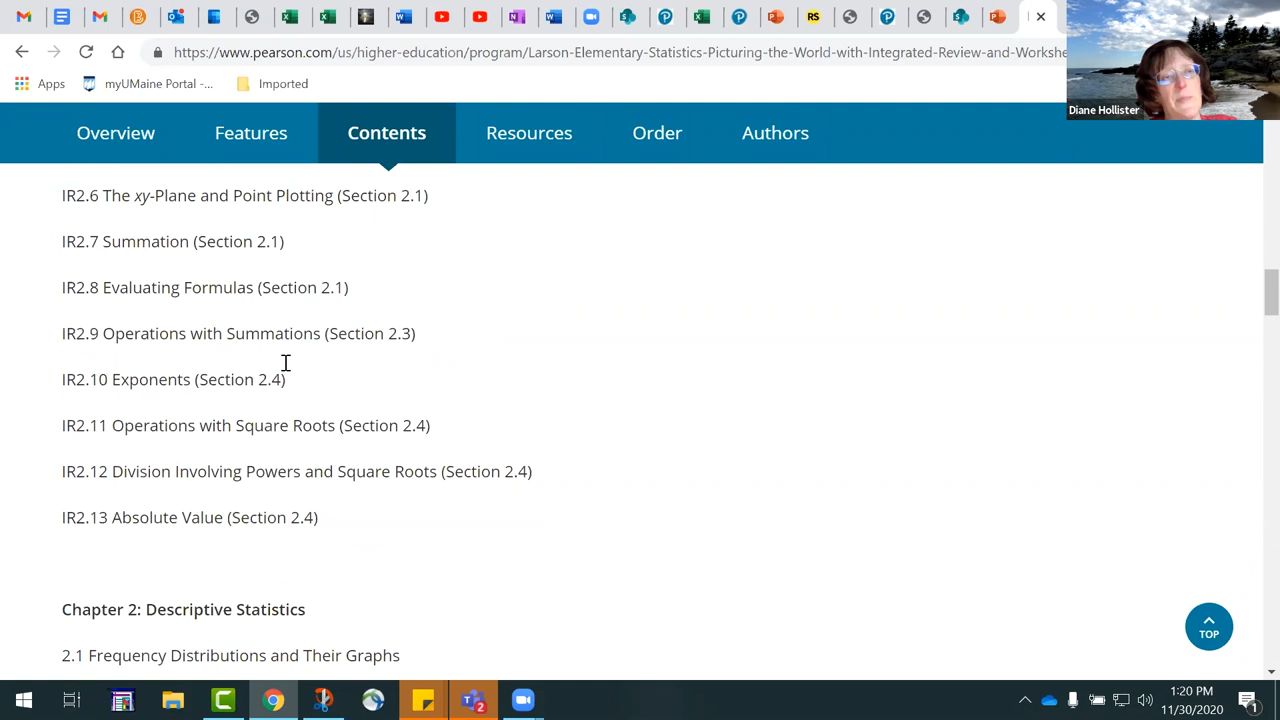 RS
https://www.pearson.com/us/higher-education/program/Larson-Elementary-Statistics-Picturing-the-World-with-Integrated-Review-and-Workshe
Apps
myUMaine Portal -...
Imported
Diane Hollister
Overview
Features
Contents
Resources
Order
Authors
IR2.6 The xy-Plane and Point Plotting (Section 2.1)
IR2.7 Summation (Section 2.1)
IR2.8 Evaluating Formulas (Section 2.1)
IR2.9 Operations with Summations (Section 2.3)
IR2.10 Exponents (Section 2.4)
IR2.11 Operations with Square Roots (Section 2.4)
IR2.12 Division Involving Powers and Square Roots (Section 2.4)
IR2.13 Absolute Value (Section 2.4)
Chapter 2: Descriptive Statistics
2.1 Frequency Distributions and Their Graphs
TOP
2
1:20 PM
11/30/2020
1